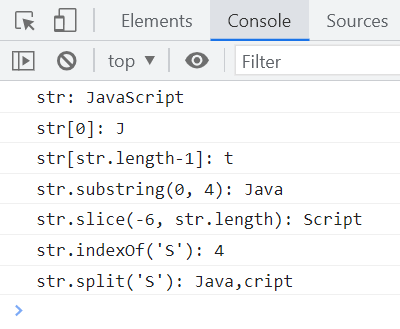 Elements Console Sources
top ▼ Filter
str: JavaScript
str[0]: J
str[str.length-1]: t
str.substring(0, 4): Java
str.slice(-6, str.length): Script
str.indexOf('S'): 4
str.split('S'): Java,cript